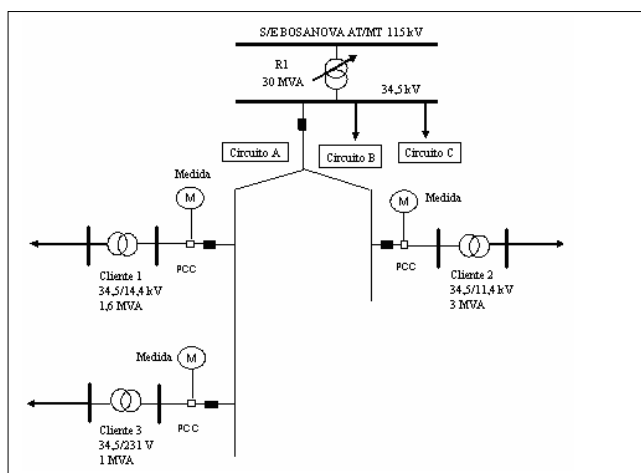 S/E BOSANOVA AT/MT 115 kV
R1
30 MVA
34,5 kV
Circuito A
Circuito B
Circuito C
Medida
M
PCC
Cliente 1
34,5/14,4 kV
1,6 MVA
M
Medida
PCC
Cliente 2
34,5/11,4 kV
3 MVA
Medida
M
PCC
Cliente 3
34,5/231 V
1 MVA